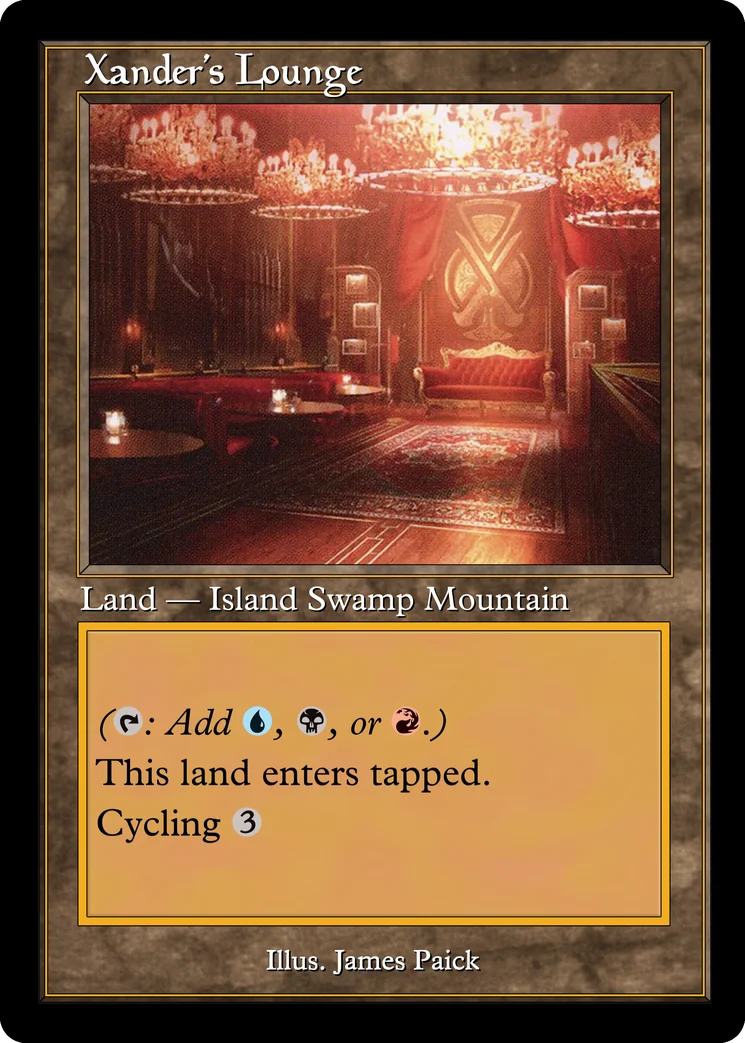 Xander's Lounge
Land — Island Swamp Mountain
(: Add , , or .)
This land enters tapped.
Cycling 3
Illus. James Paick